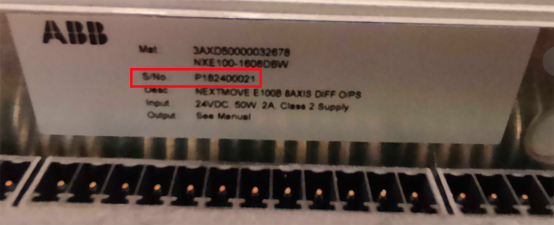 ABB
Mat. 3AXD50000032678
NXE100-1608DBW
S/No. P182400021
Desc. NEXTMOVE E100B 8AXIS DIFF O/PS
Input 24VDC, 50W, 2A, Class 2 Supply
Output See Manual